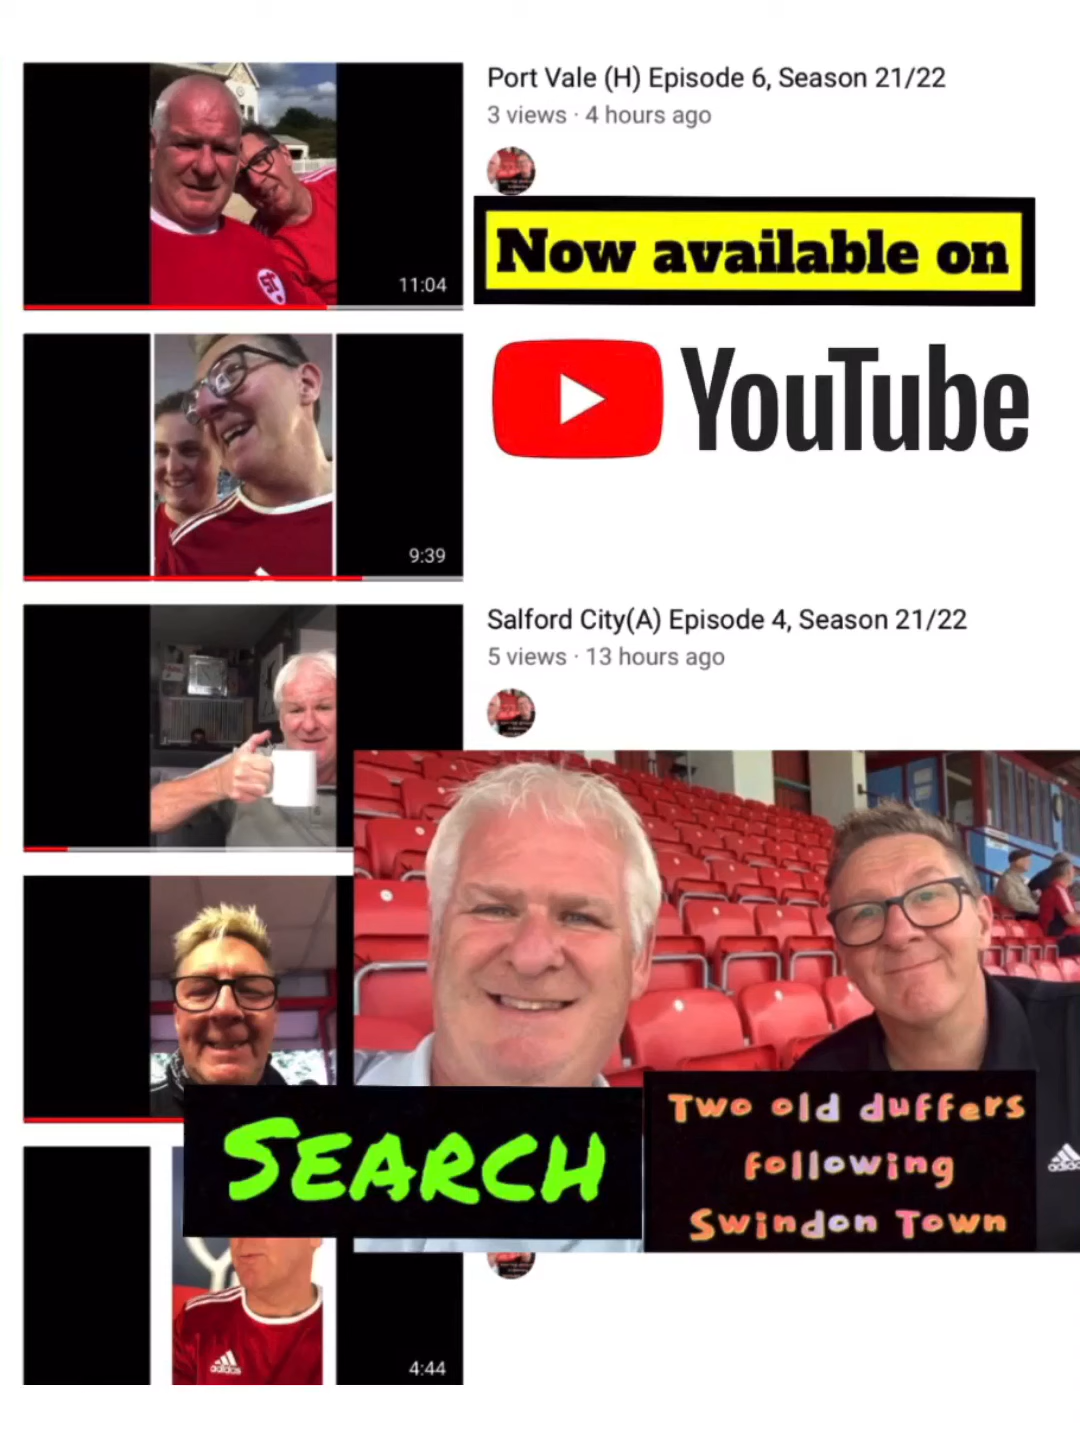 Port Vale (H) Episode 6, Season 21/22
3 views · 4 hours ago
11:04
Now available on
YouTube
9:39
Salford City(A) Episode 4, Season 21/22
5 views · 13 hours ago
SEARCH
Two old duffers
following
Swindon Town
adidas
4:44